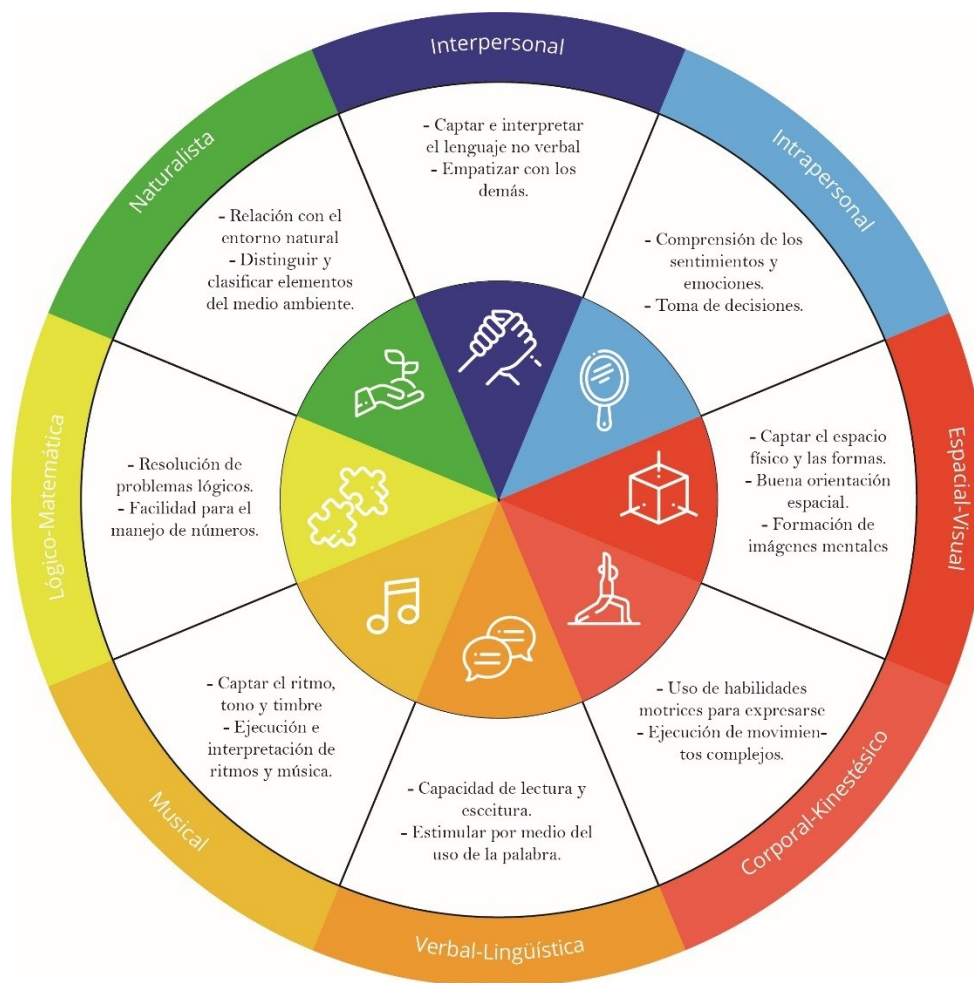 Interpersonal
- Captar e interpretar
el lenguaje no verbal
- Empatizar con los
demás.
Intrapersonal
- Comprensión de los
sentimientos y
emociones.
- Toma de decisiones.
Espacial-Visual
- Captar el espacio
físico y las formas.
- Buena orientación
espacial.
- Formación de
imágenes mentales
Corporal-Kinestésico
- Uso de habilidades
motrices para expresarse
- Ejecución de movimien-
tos complejos.
Verbal-Lingüística
- Capacidad de lectura y
esceitura.
- Estimular por medio del
uso de la palabra.
Musical
- Captar el ritmo,
tono y timbre
- Ejecución e
interpretación de
ritmos y música.
Lógico-Matemática
- Resolución de
problemas lógicos.
- Facilidad para el
manejo de números.
Naturalista
- Relación con el
entorno natural
- Distinguir y
clasificar elementos
del medio ambiente.